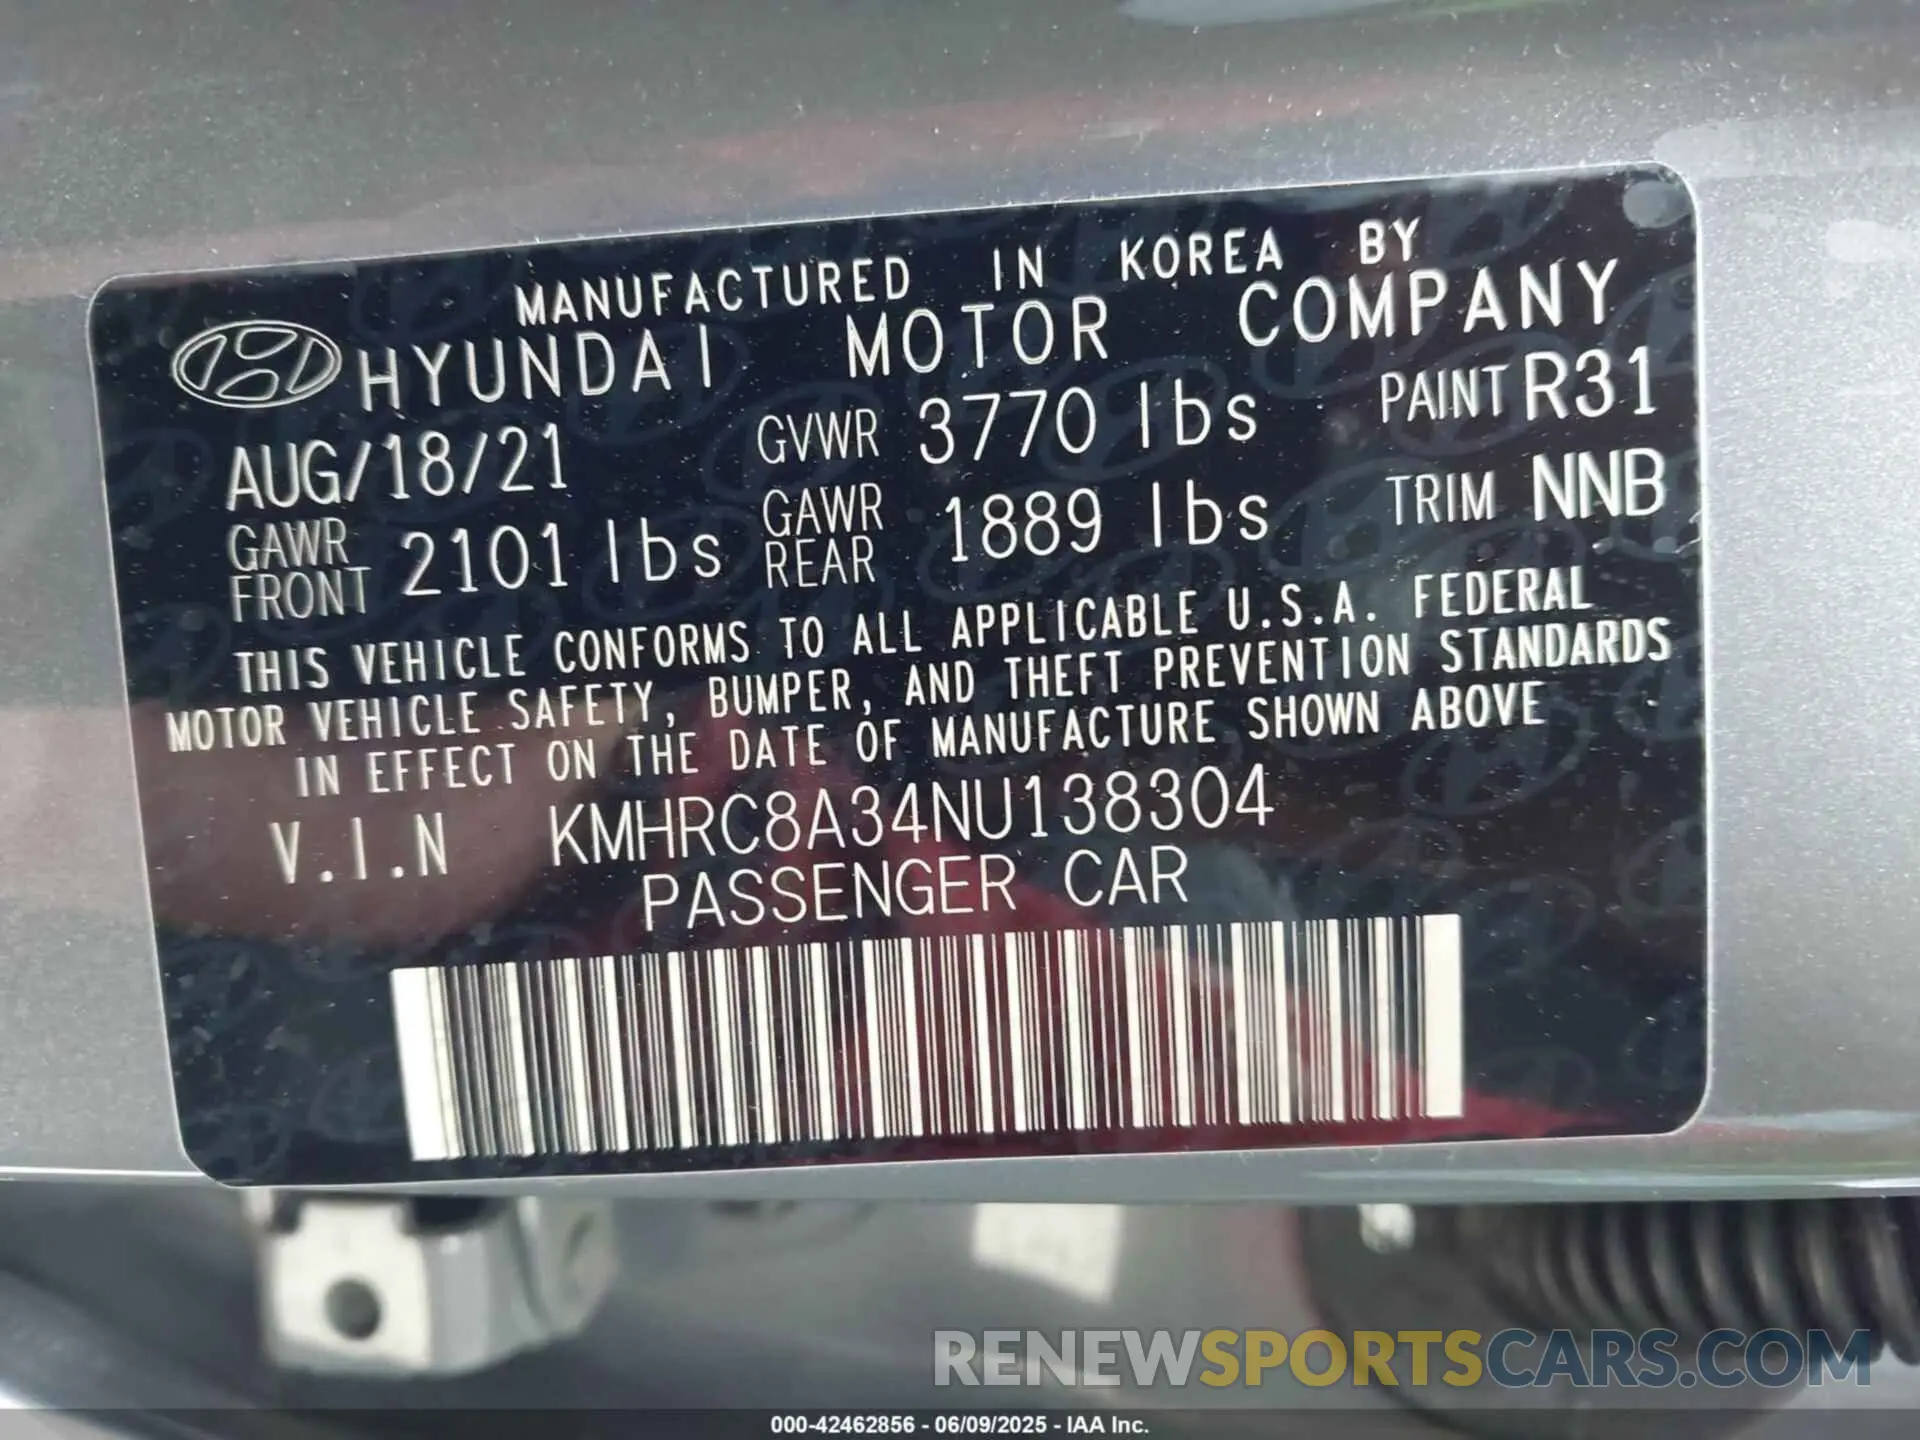 MANUFACTURED IN KOREA BY
HYUNDAI MOTOR COMPANY
AUG/18/21 GVWR 3770 lbs PAINT R31
GAWR FRONT 2101 lbs GAWR REAR 1889 lbs TRIM NNB
THIS VEHICLE CONFORMS TO ALL APPLICABLE U.S.A. FEDERAL
MOTOR VEHICLE SAFETY, BUMPER, AND THEFT PREVENTION STANDARDS
IN EFFECT ON THE DATE OF MANUFACTURE SHOWN ABOVE
V.I.N KMHRC8A34NU138304
PASSENGER CAR
RENEWSPORTSCARS.COM
000-42462856 - 06/09/2025 - IAA Inc.